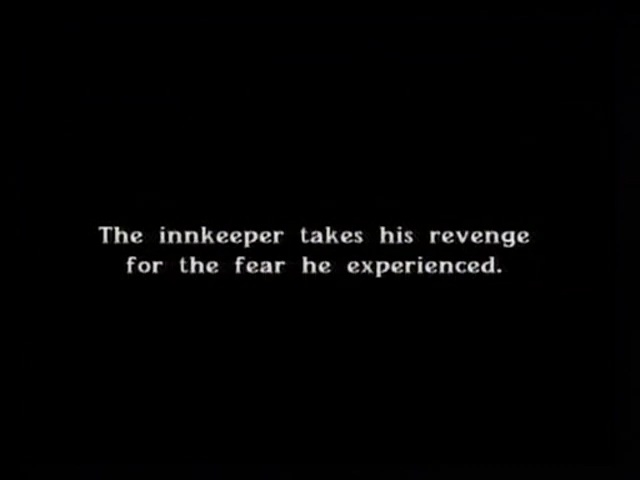 The innkeeper takes his revenge
for the fear he experienced.